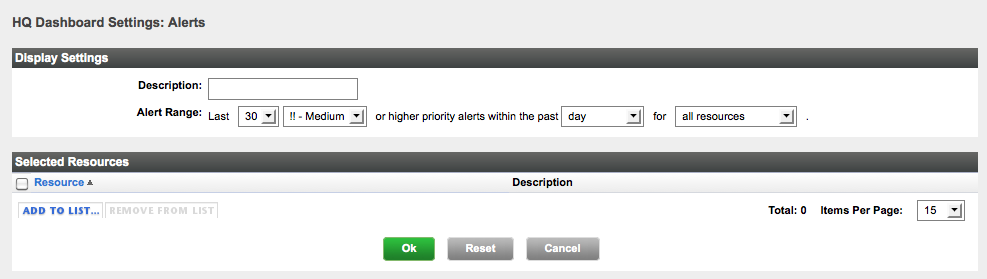 HQ Dashboard Settings: Alerts
Display Settings
Description:
Alert Range: Last 30 !! - Medium or higher priority alerts within the past day for all resources .
Selected Resources
Resource Description
ADD TO LIST... REMOVE FROM LIST Total: 0 Items Per Page: 15
Ok Reset Cancel